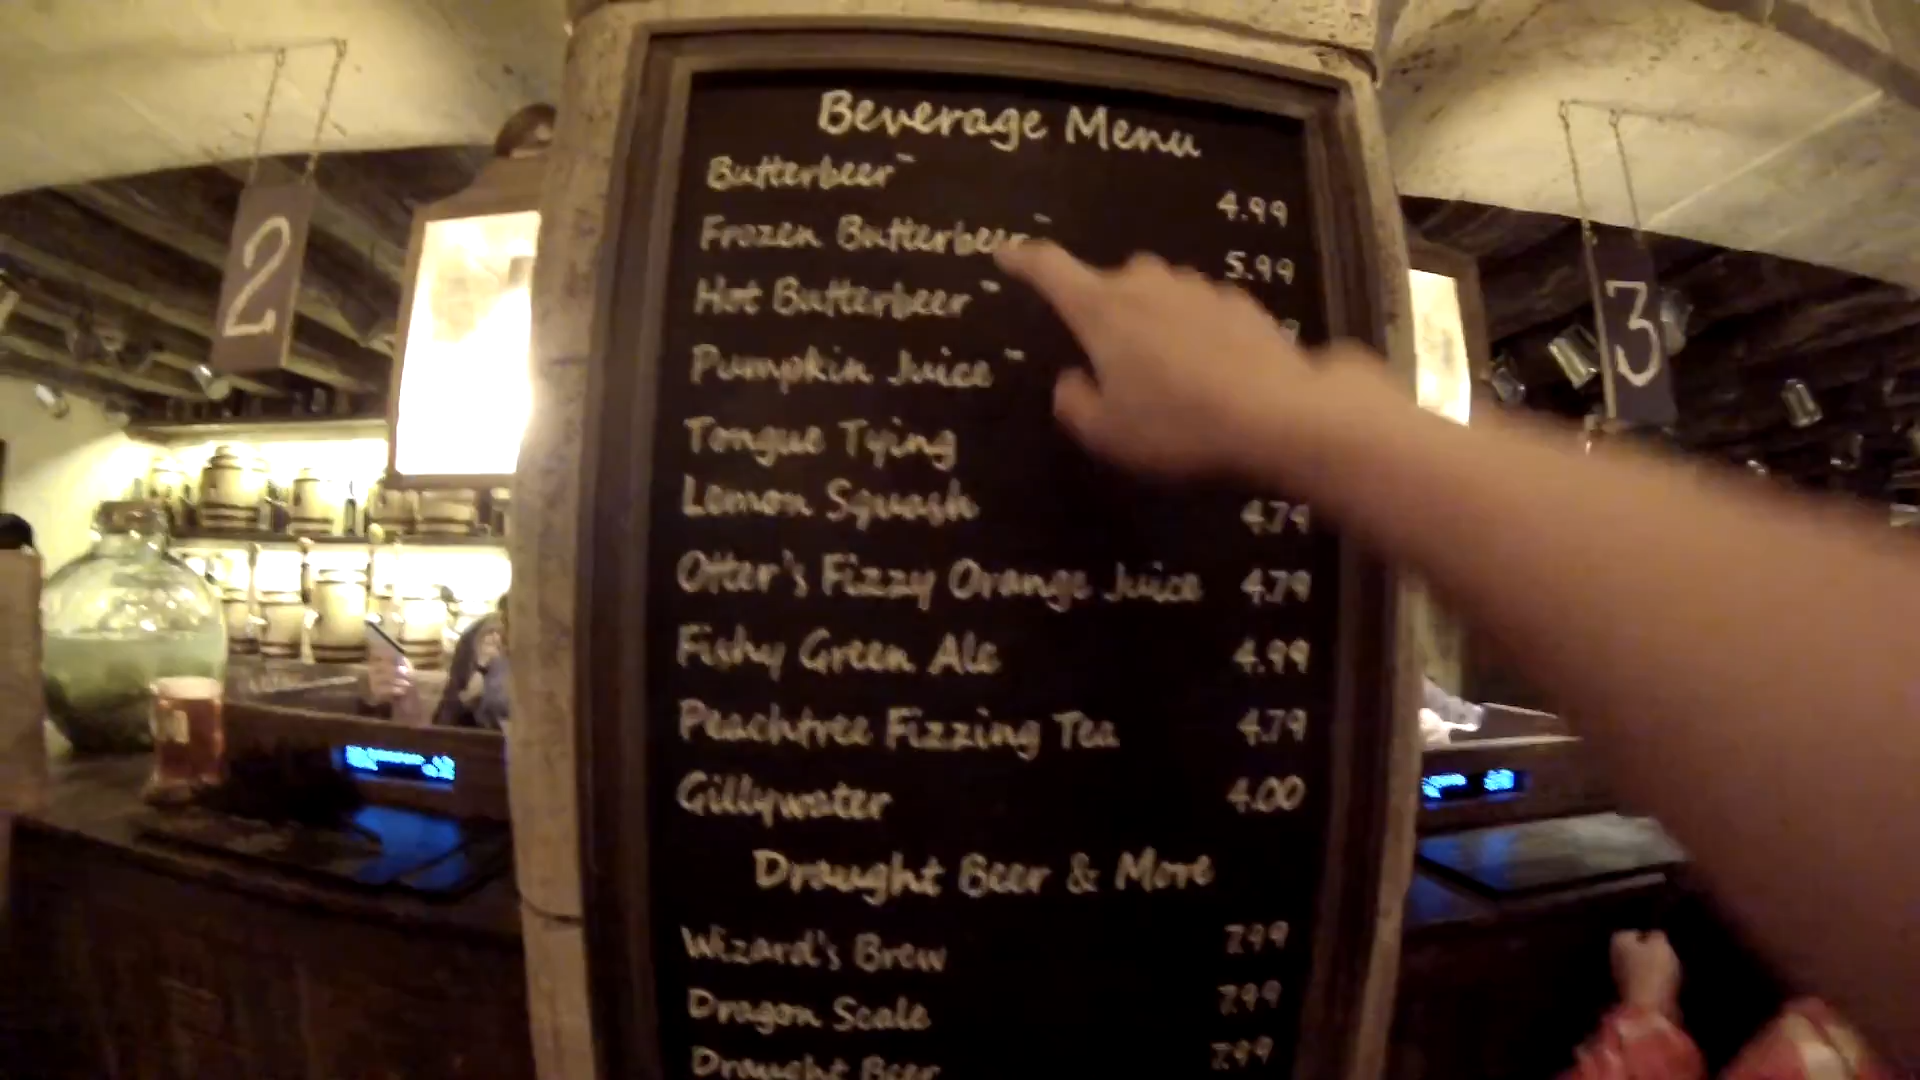 Beverage Menu
Butterbeer™ 4.99
Frozen Butterbeer™ 5.99
Hot Butterbeer™
Pumpkin Juice™
Tongue Tying
Lemon Squash 4.79
Otter's Fizzy Orange Juice 4.79
Fishy Green Ale 4.99
Peachtree Fizzing Tea 4.79
Gillywater 4.00
Draught Beer & More
Wizard's Brew 7.99
Dragon Scale 7.99
Draught Beer 7.99
2
3